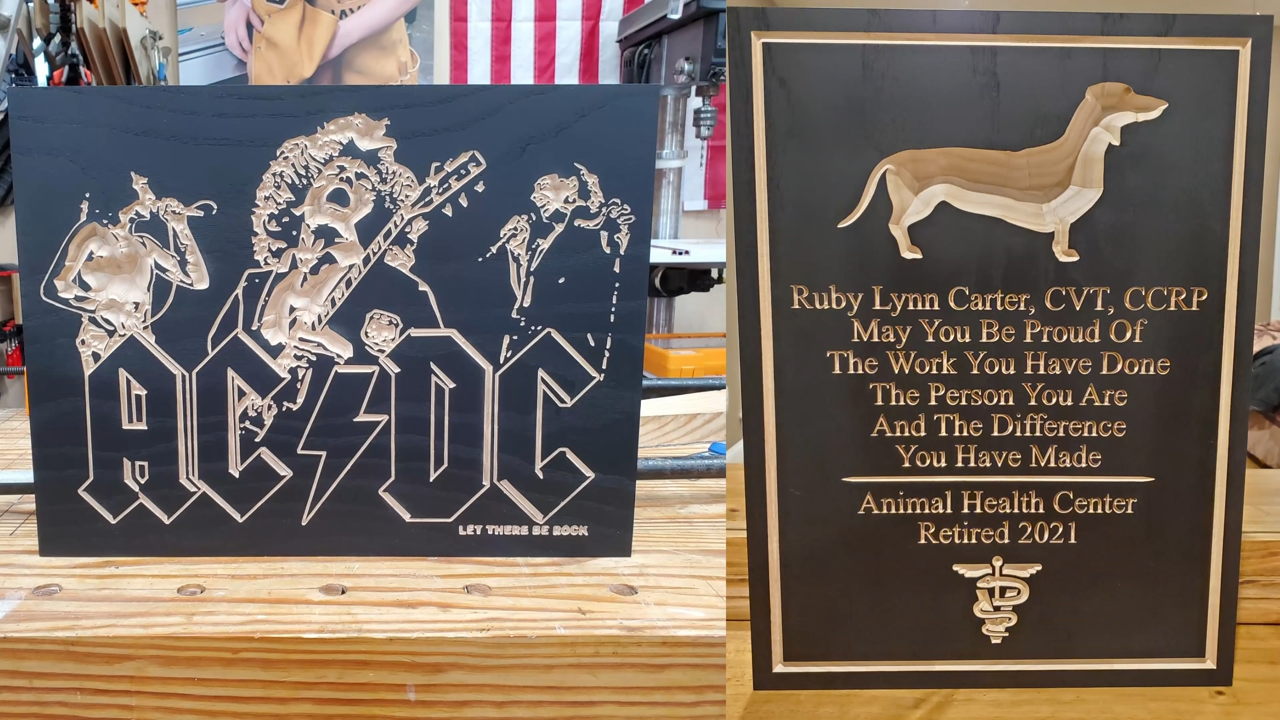 AC/DC
LET THERE BE ROCK
Ruby Lynn Carter, CVT, CCRP
May You Be Proud Of
The Work You Have Done
The Person You Are
And The Difference
You Have Made
Animal Health Center
Retired 2021